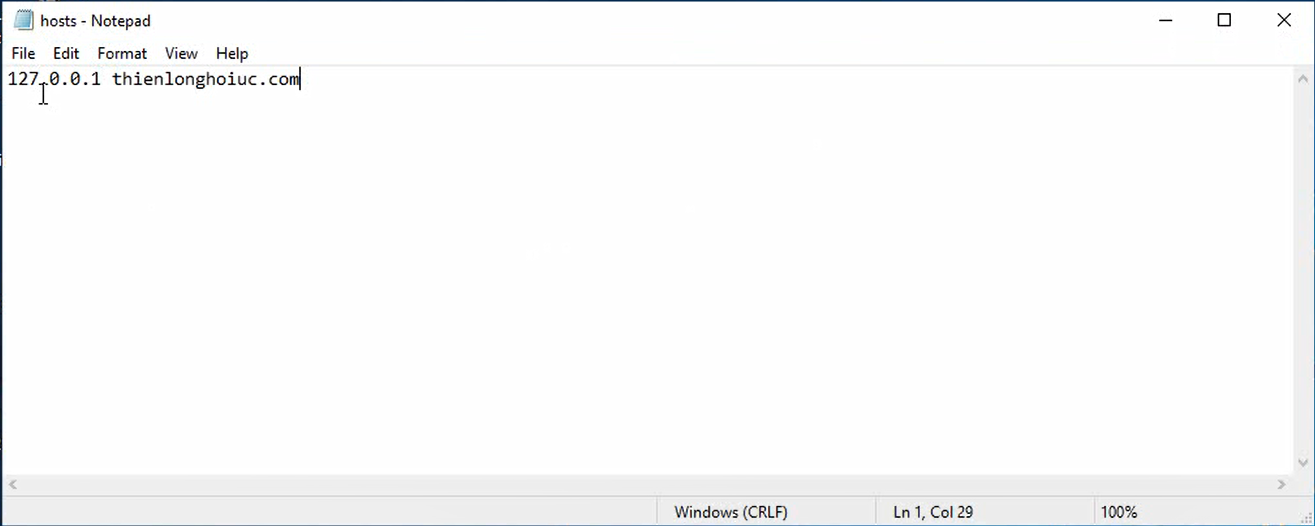 hosts - Notepad
File Edit Format View Help
127.0.0.1 thienlonghoiuc.com
Windows (CRLF) Ln 1, Col 29 100%